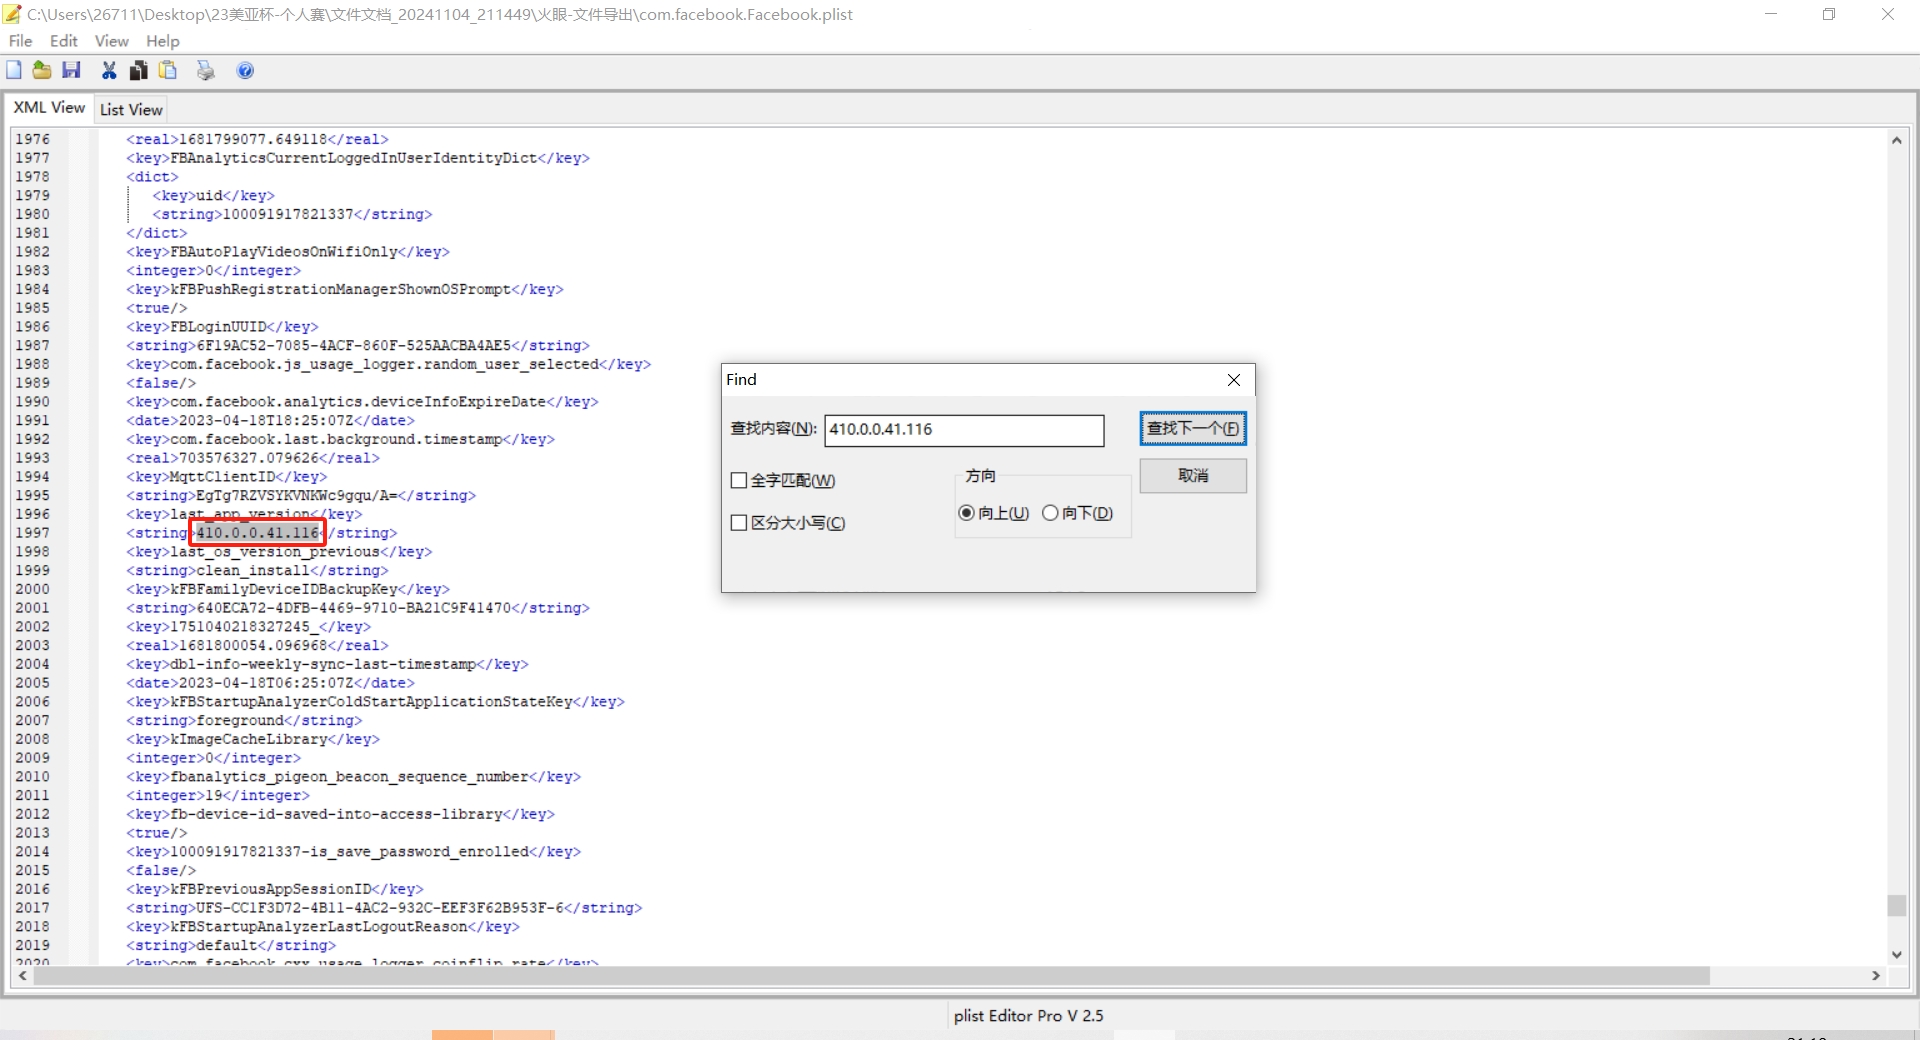 C:\Users\26711\Desktop\23美亚杯-个人赛\文件文档_20241104_211449\火眼-文件导出\com.facebook.Facebook.plist
File Edit View Help
XML View List View
1976 <real>1681799077.649118</real>
1977 <key>FBAnalyticsCurrentLoggedInUserIdentityDict</key>
1978 <dict>
1979 <key>uid</key>
1980 <string>100091917821337</string>
1981 </dict>
1982 <key>FBAutoPlayVideosOnWifiOnly</key>
1983 <integer>0</integer>
1984 <key>kFBPushRegistrationManagerShownOSPrompt</key>
1985 <true/>
1986 <key>FBLoginUUID</key>
1987 <string>6F19AC52-7085-4ACF-860F-525AACBA4AE5</string>
1988 <key>com.facebook.js_usage_logger.random_user_selected</key>
1989 <false/>
1990 <key>com.facebook.analytics.deviceInfoExpireDate</key>
1991 <date>2023-04-18T18:25:07Z</date>
1992 <key>com.facebook.last.background.timestamp</key>
1993 <real>703576327.079626</real>
1994 <key>MqttClientID</key>
1995 <string>EgTg7RZVSYKVNKWc9gqu/A=</string>
1996 <key>last_app_version</key>
1997 <string>410.0.0.41.116</string>
1998 <key>last_os_version_previous</key>
1999 <string>clean_install</string>
2000 <key>kFBFamilyDeviceIDBackupKey</key>
2001 <string>640ECA72-4DFB-4469-9710-BA21C9F41470</string>
2002 <key>1751040218327245_</key>
2003 <real>1681800054.096968</real>
2004 <key>dbl-info-weekly-sync-last-timestamp</key>
2005 <date>2023-04-18T06:25:07Z</date>
2006 <key>kFBStartupAnalyzerColdStartApplicationStateKey</key>
2007 <string>foreground</string>
2008 <key>kImageCacheLibrary</key>
2009 <integer>0</integer>
2010 <key>fbanalytics_pigeon_beacon_sequence_number</key>
2011 <integer>19</integer>
2012 <key>fb-device-id-saved-into-access-library</key>
2013 <true/>
2014 <key>100091917821337-is_save_password_enrolled</key>
2015 <false/>
2016 <key>kFBPreviousAppSessionID</key>
2017 <string>UFS-CC1F3D72-4B11-4AC2-932C-EEF3F62B953F-6</string>
2018 <key>kFBStartupAnalyzerLastLogoutReason</key>
2019 <string>default</string>
2020 <key>com.facebook.cxx_usage_logger.coinflip_rate</key>
Find
查找内容(N): 410.0.0.41.116 查找下一个(F)
全字匹配(W) 方向 取消
区分大小写(C) 向上(U) 向下(D)
plist Editor Pro V 2.5